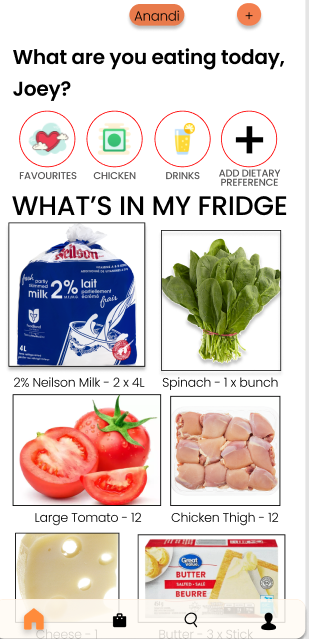 Anandi
+
What are you eating today,
Joey?
FAVOURITES
CHICKEN
DRINKS
ADD DIETARY
PREFERENCE
WHAT'S IN MY FRIDGE
Neilson
fresh
partly
skimmed
milk
2%
lait
partiellement
écrémé
frais
4L
2% Neilson Milk - 2 x 4L
Spinach - 1 x bunch
Large Tomato - 12
Chicken Thigh - 12
Great
Value
BUTTER
SALTED • SALÉ
BEURRE
Cheese - 1
Butter - 3 x Stick